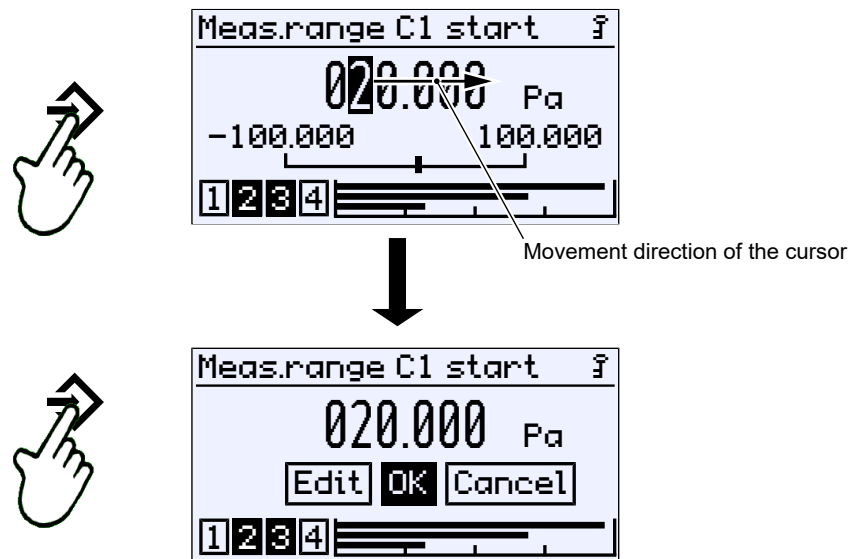 Meas.range C1 start
020.000 Pa
-100.000 100.000
1 2 3 4
Movement direction of the cursor
Meas.range C1 start
020.000 Pa
Edit OK Cancel
1 2 3 4